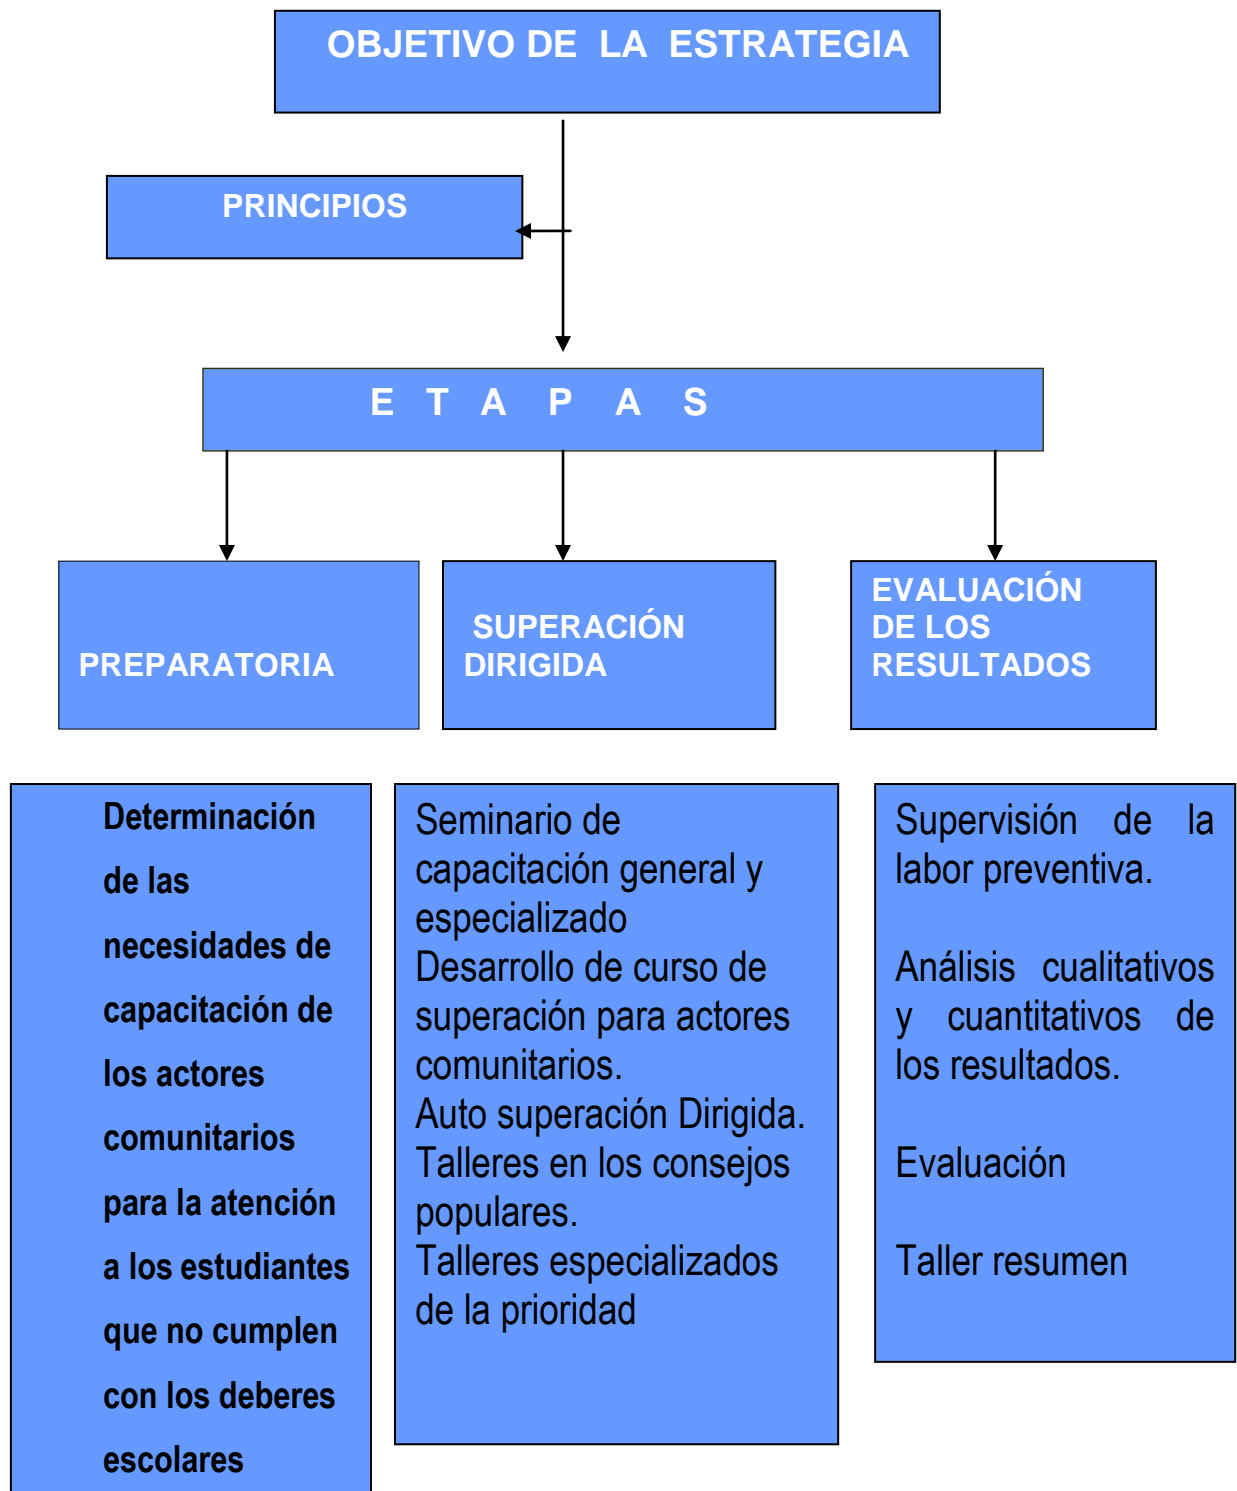 OBJETIVO DE LA ESTRATEGIA
PRINCIPIOS
E T A P A S
PREPARATORIA
SUPERACIÓN
DIRIGIDA
EVALUACIÓN
DE LOS
RESULTADOS
Determinación
de las
necesidades de
capacitación de
los actores
comunitarios
para la atención
a los estudiantes
que no cumplen
con los deberes
escolares
Seminario de
capacitación general y
especializado
Desarrollo de curso de
superación para actores
comunitarios.
Auto superación Dirigida.
Talleres en los consejos
populares.
Talleres especializados
de la prioridad
Supervisión de la
labor preventiva.
Análisis cualitativos
y cuantitativos de
los resultados.
Evaluación
Taller resumen